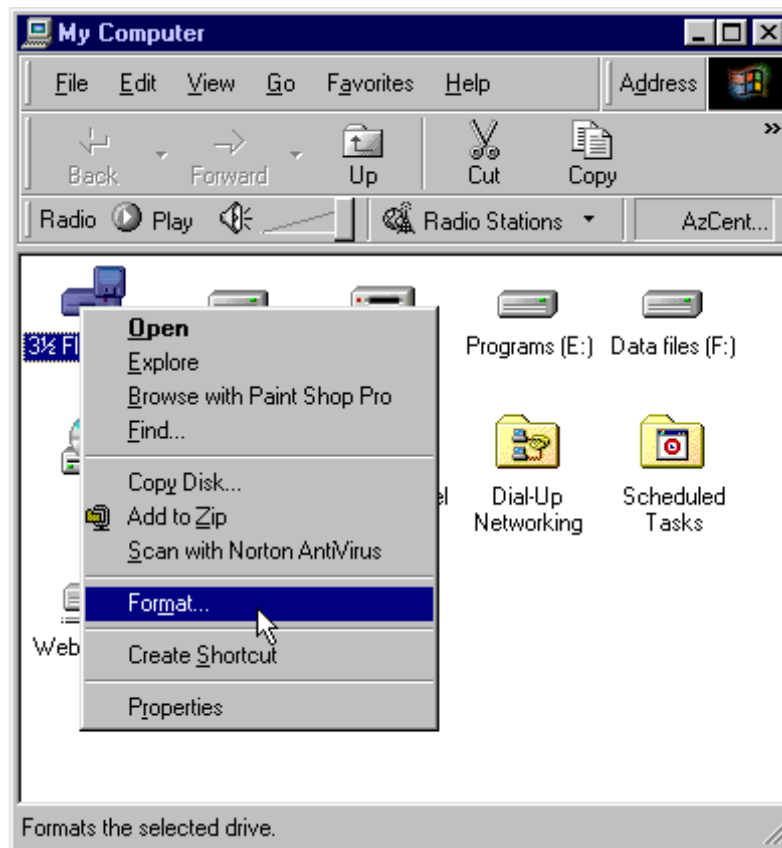 My Computer
File Edit View Go Favorites Help Address
Back Forward Up Cut Copy »
Radio Play Radio Stations AzCent...
3½ Fl
Programs (E:) Data files (F:)
Open
Explore
Browse with Paint Shop Pro
Find...
Copy Disk...
Add to Zip
Scan with Norton AntiVirus
Format...
Create Shortcut
Properties
el
Dial-Up
Networking
Scheduled
Tasks
Web
Formats the selected drive.